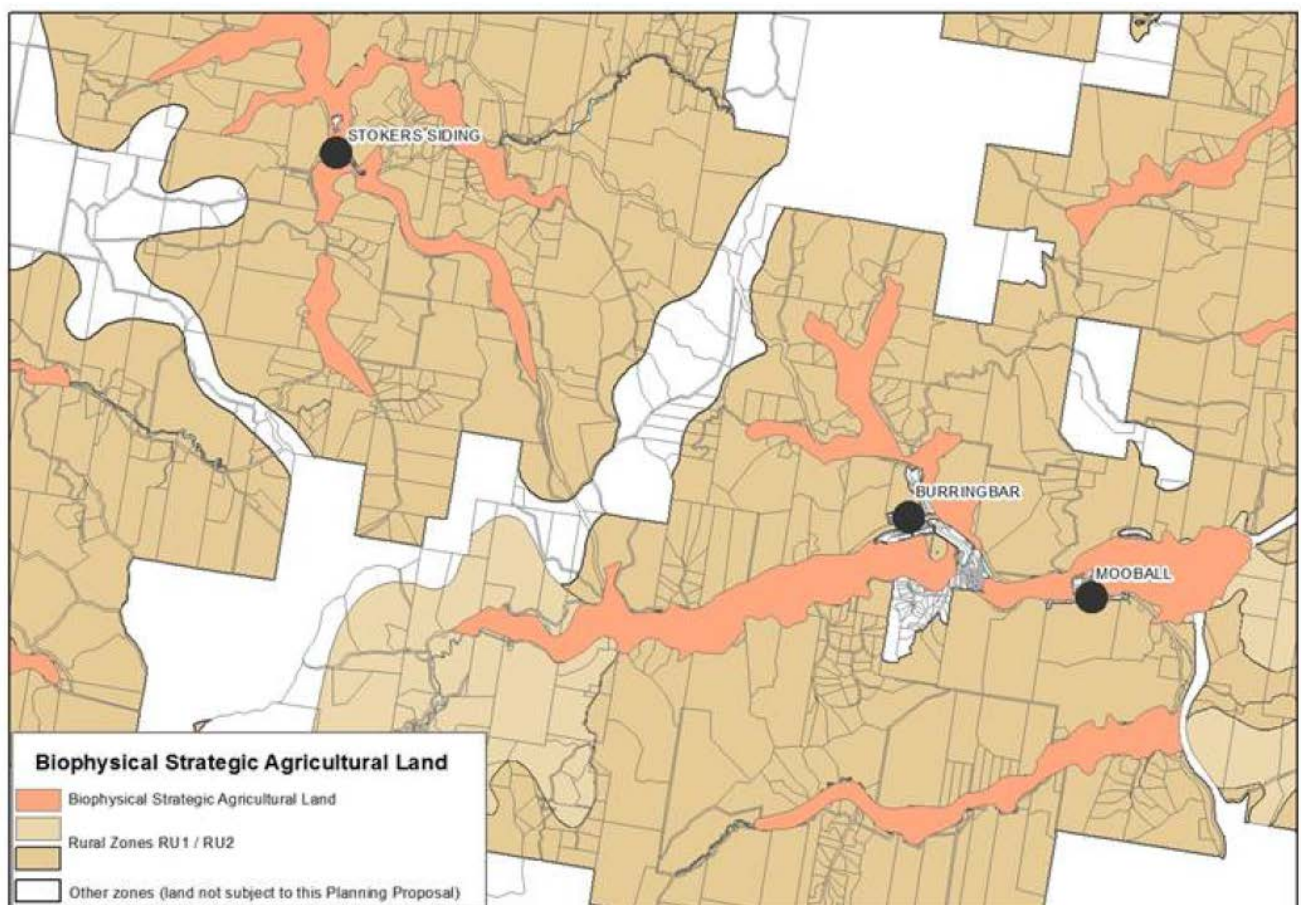 STOKERS SIDING
BURRINGBAR
MOOBALL
Biophysical Strategic Agricultural Land
Biophysical Strategic Agricultural Land
Rural Zones RU1 / RU2
Other zones (land not subject to this Planning Proposal)